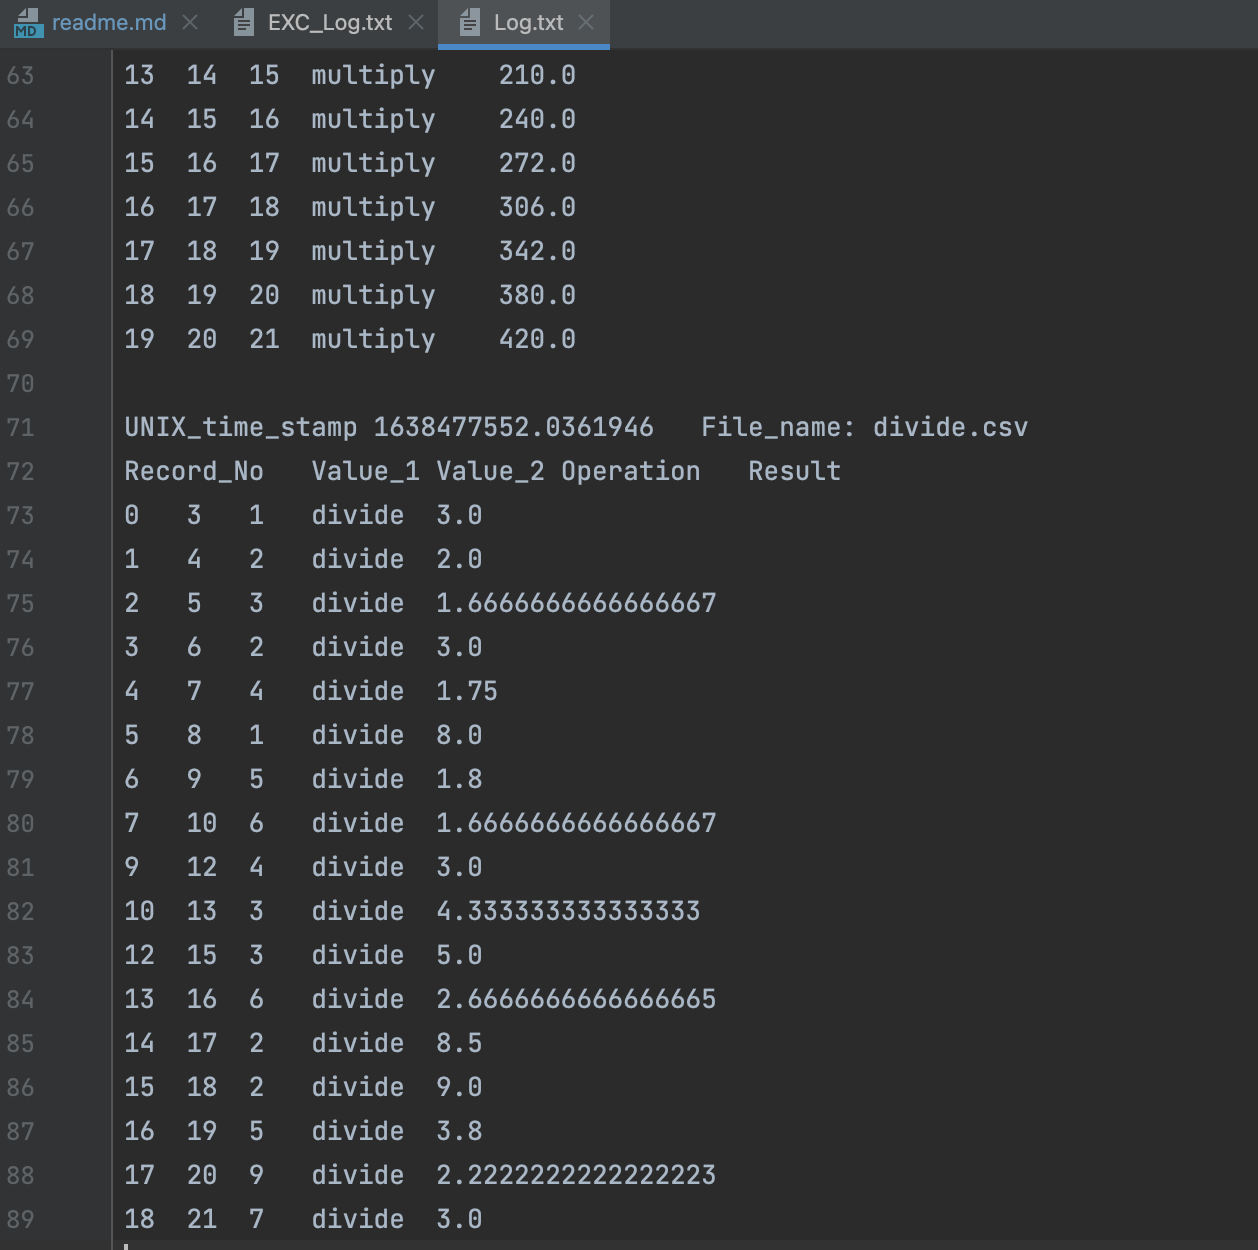 MD readme.md EXC_Log.txt Log.txt
63 13 14 15 multiply 210.0
64 14 15 16 multiply 240.0
65 15 16 17 multiply 272.0
66 16 17 18 multiply 306.0
67 17 18 19 multiply 342.0
68 18 19 20 multiply 380.0
69 19 20 21 multiply 420.0
70
71 UNIX_time_stamp 1638477552.0361946 File_name: divide.csv
72 Record_No Value_1 Value_2 Operation Result
73 0 3 1 divide 3.0
74 1 4 2 divide 2.0
75 2 5 3 divide 1.6666666666666667
76 3 6 2 divide 3.0
77 4 7 4 divide 1.75
78 5 8 1 divide 8.0
79 6 9 5 divide 1.8
80 7 10 6 divide 1.6666666666666667
81 9 12 4 divide 3.0
82 10 13 3 divide 4.333333333333333
83 12 15 3 divide 5.0
84 13 16 6 divide 2.6666666666666665
85 14 17 2 divide 8.5
86 15 18 2 divide 9.0
87 16 19 5 divide 3.8
88 17 20 9 divide 2.2222222222222223
89 18 21 7 divide 3.0